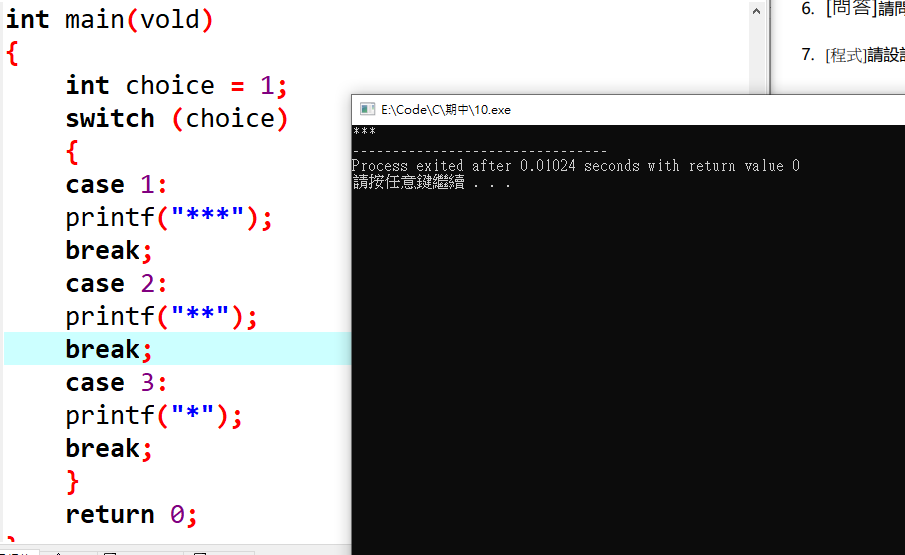 int main(vold)
{
int choice = 1;
switch (choice)
{
case 1:
printf("***");
break;
case 2:
printf("**");
break;
case 3:
printf("*");
break;
}
return 0;
E:\Code\C\期中\10.exe
***
--------------------------------
Process exited after 0.01024 seconds with return value 0
請按任意鍵繼續 . . .
6. [問答]請問
7. [程式]請設計